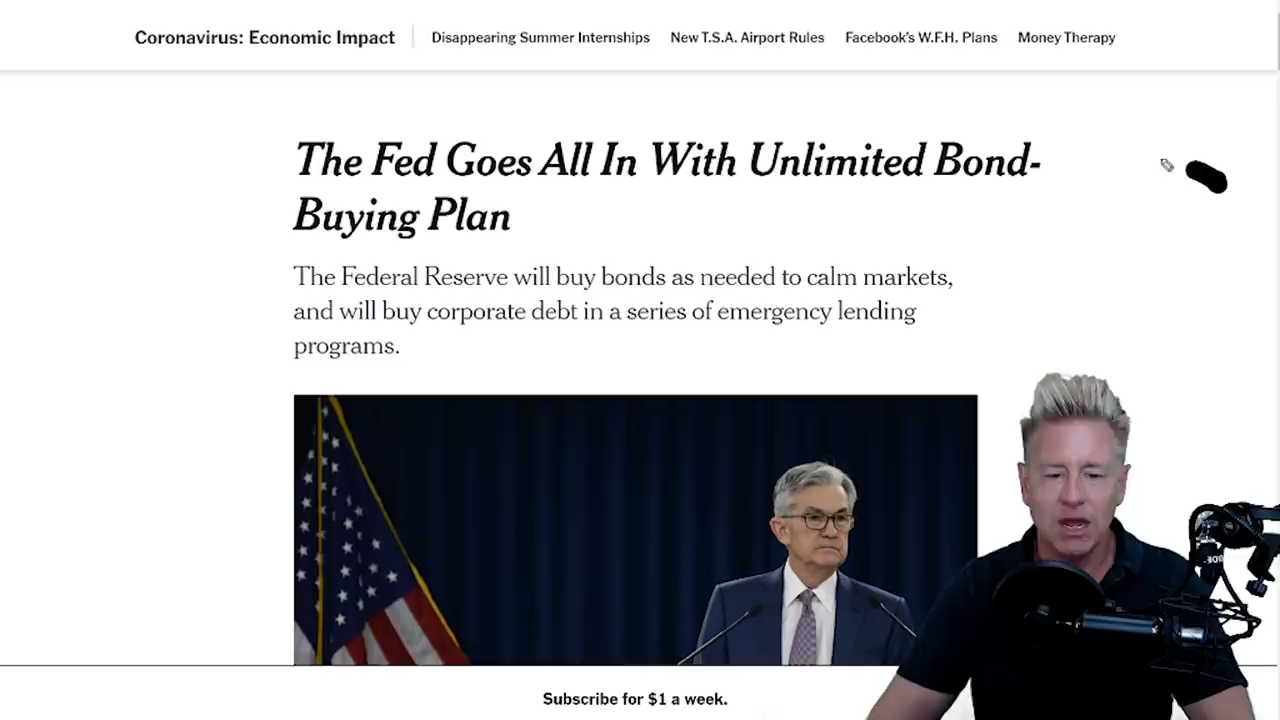 Coronavirus: Economic Impact Disappearing Summer Internships New T.S.A. Airport Rules Facebook's W.F.H. Plans Money Therapy
The Fed Goes All In With Unlimited Bond-
Buying Plan
The Federal Reserve will buy bonds as needed to calm markets,
and will buy corporate debt in a series of emergency lending
programs.
Subscribe for $1 a week.